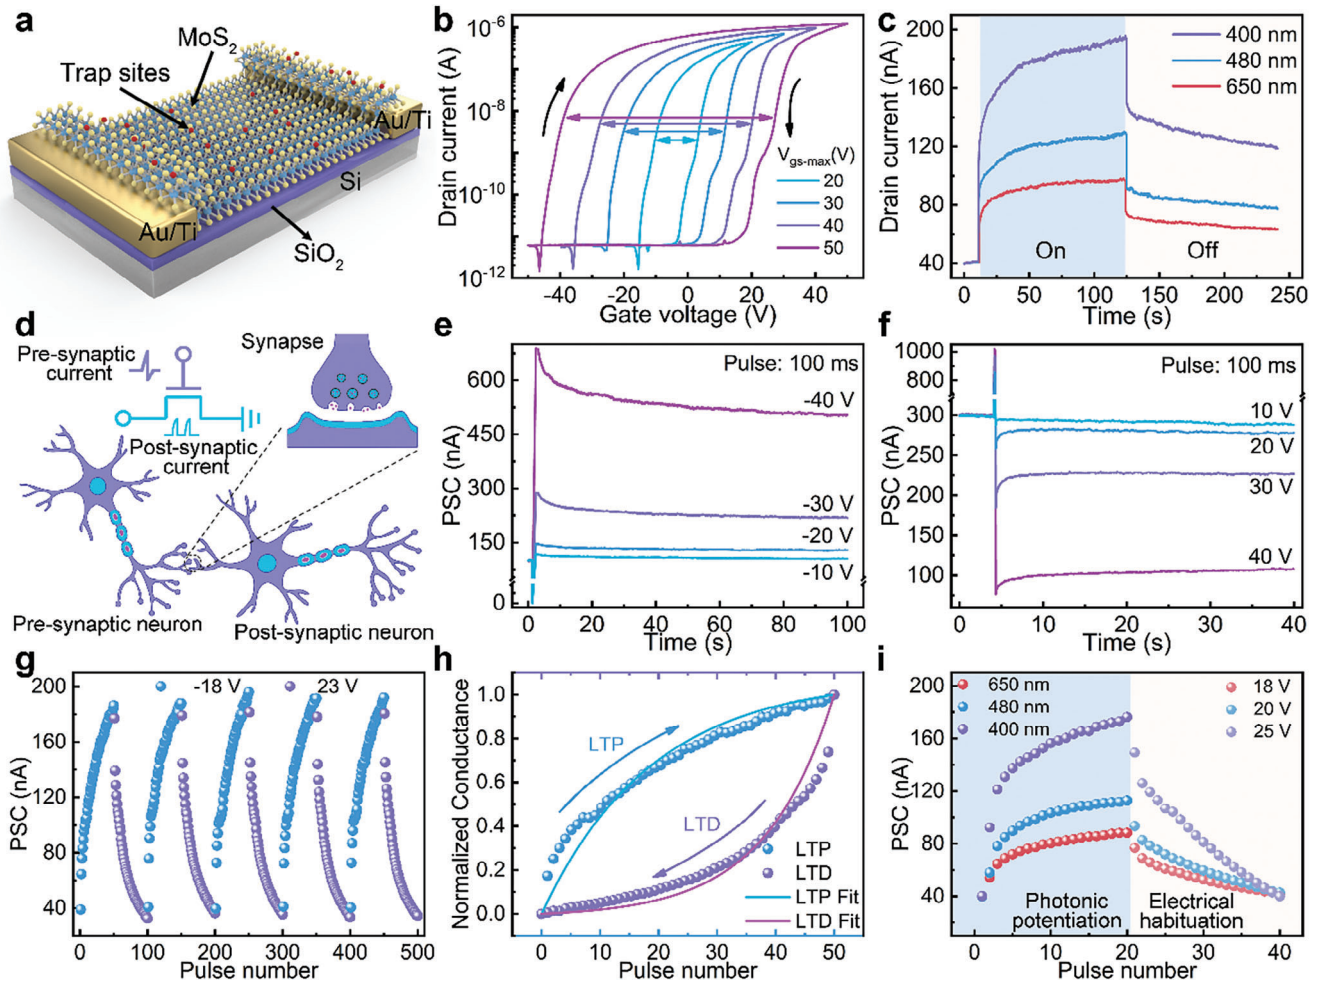 a
MoS2
Trap sites
Au/Ti
Si
Au/Ti
SiO2
b
Drain current (A)
10-6
10-8
10-10
10-12
Vgs-max(V)
20
30
40
50
-40
-20
0
20
40
Gate voltage (V)
c
Drain current (nA)
200
160
120
80
40
400 nm
480 nm
650 nm
On
Off
0
50
100
150
200
250
Time (s)
d
Pre-synaptic
current
Synapse
Post-synaptic
current
Pre-synaptic neuron
Post-synaptic neuron
e
PSC (nA)
600
450
300
150
0
Pulse: 100 ms
-40 V
-30 V
-20 V
-10 V
0
20
40
60
80
100
Time (s)
f
PSC (nA)
1000
800
300
250
200
150
100
Pulse: 100 ms
10 V
20 V
30 V
40 V
0
10
20
30
40
Time (s)
g
PSC (nA)
200
160
120
80
40
-18 V
23 V
0
100
200
300
400
500
Pulse number
h
Normalized Conductance
1.0
0.8
0.6
0.4
0.2
0.0
LTP
LTD
LTP
LTD
LTP Fit
LTD Fit
0
10
20
30
40
50
Pulse number
i
PSC (nA)
200
160
120
80
40
650 nm
480 nm
400 nm
18 V
20 V
25 V
Photonic
potentiation
Electrical
habituation
0
10
20
30
40
Pulse number